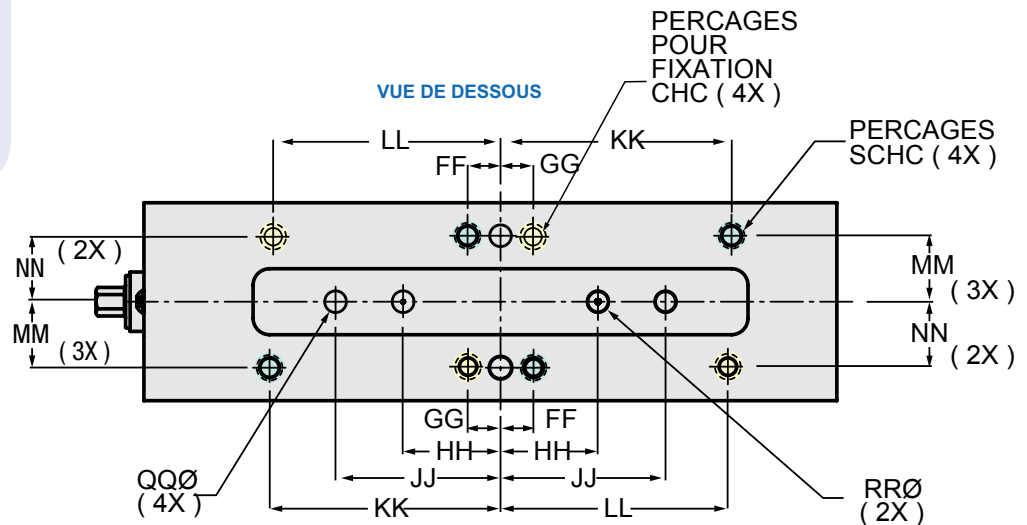 PERCAGES
POUR
FIXATION
CHC ( 4X )
VUE DE DESSOUS
PERCAGES
SCHC ( 4X )
LL
KK
FF
GG
NN
( 2X )
MM
( 3X )
MM
( 3X )
NN
( 2X )
GG
FF
HH
HH
QQØ
( 4X )
JJ
JJ
RRØ
( 2X )
KK
LL